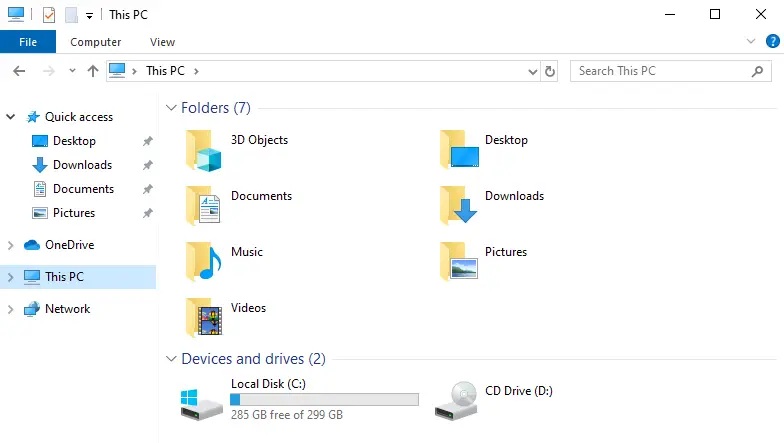 This PC
File Computer View
This PC
Search This PC
Quick access
Desktop
Downloads
Documents
Pictures
OneDrive
This PC
Network
Folders (7)
3D Objects
Desktop
Documents
Downloads
Music
Pictures
Videos
Devices and drives (2)
Local Disk (C:)
285 GB free of 299 GB
CD Drive (D:)